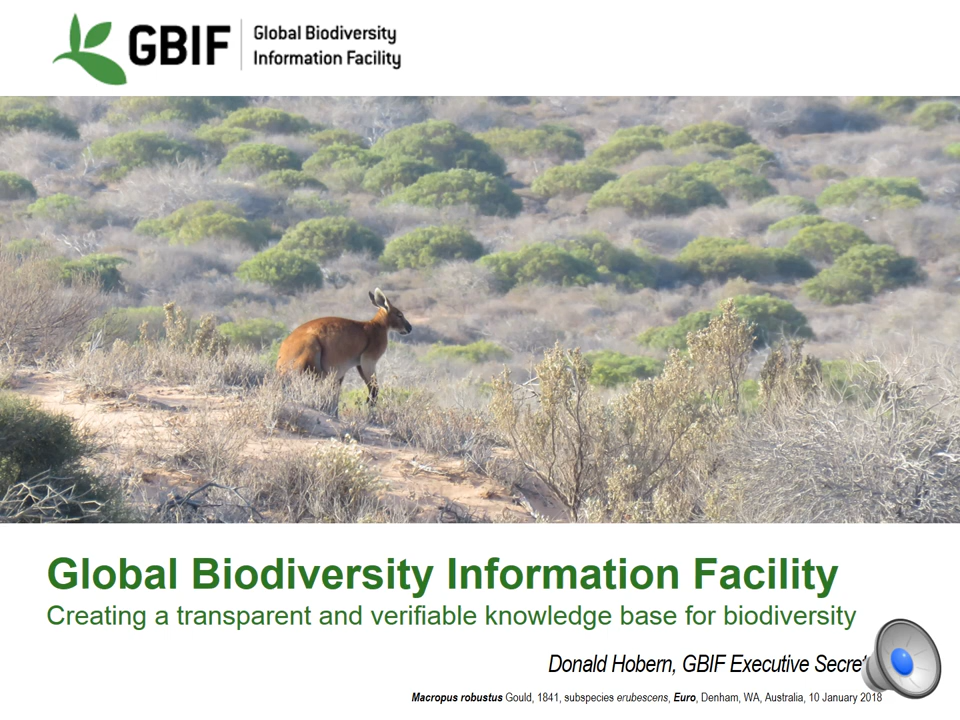 GBIF
Global Biodiversity
Information Facility
Global Biodiversity Information Facility
Creating a transparent and verifiable knowledge base for biodiversity
Donald Hobern, GBIF Executive
Macropus robustus Gould, 1841, subspecies erubescens, Euro, Denham, WA, Australia, 10 January 2018